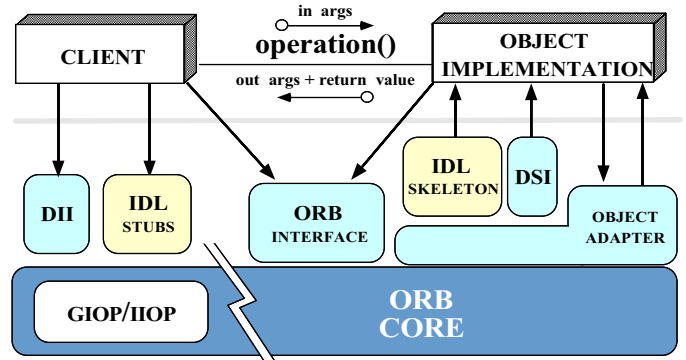 in args
operation()
out args + return value
CLIENT
OBJECT
IMPLEMENTATION
DII
IDL
STUBS
ORB
INTERFACE
IDL
SKELETON
DSI
OBJECT
ADAPTER
GIOP/IIOP
ORB
CORE